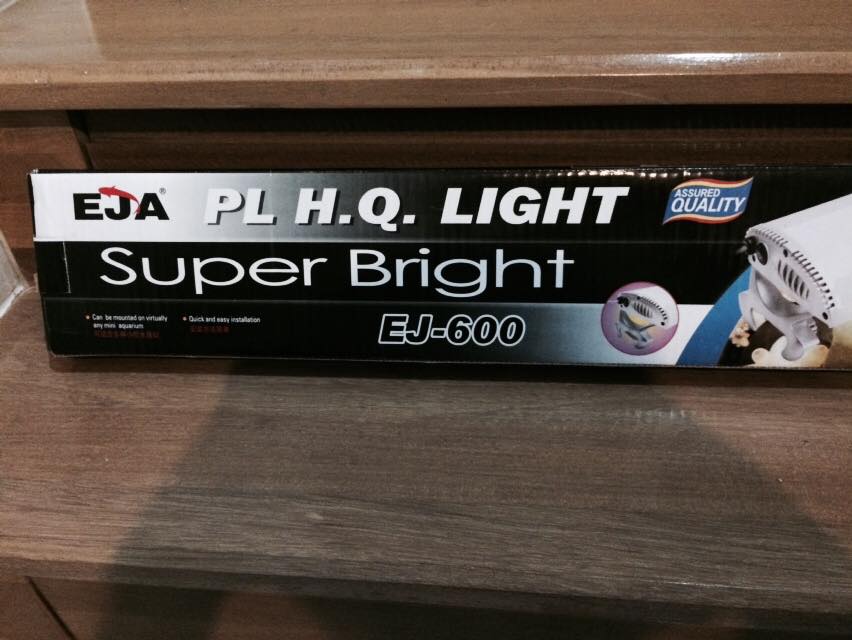 EJA®
PL H.Q. LIGHT
ASSURED
QUALITY
Super Bright
Can be mounted on virtually
any mini aquarium
Quick and easy installation
EJ-600